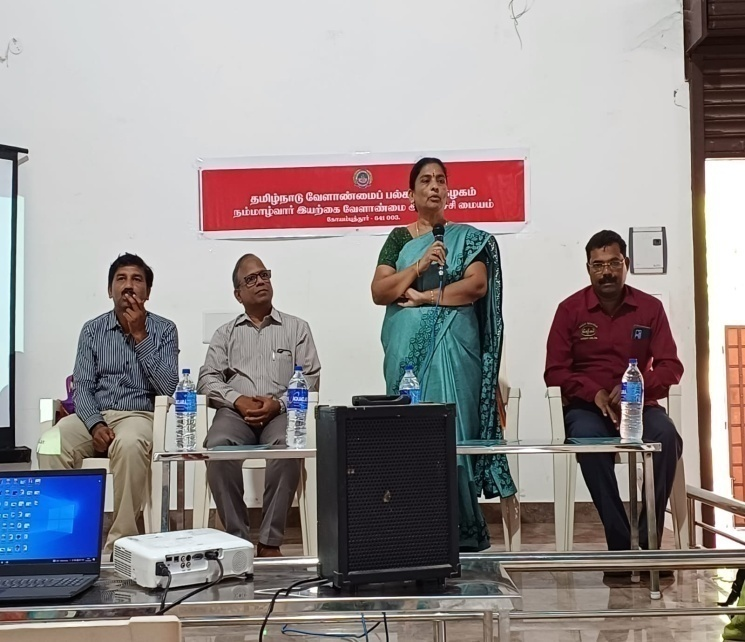 தமிழ்நாடு வேளாண்மைப்
நம்மாழ்வார் இயற்கை வேளாண்மை மையம்
கோயம்புத்தூர் - 641 003.